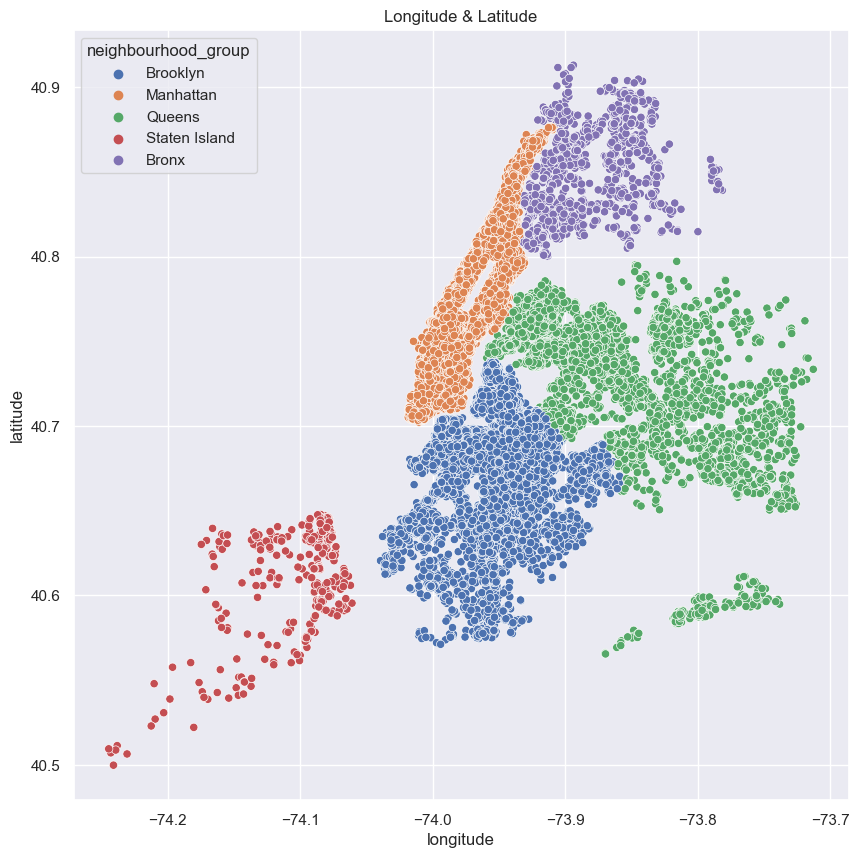 Longitude & Latitude
neighbourhood_group
Brooklyn
Manhattan
Queens
Staten Island
Bronx
40.9
40.8
40.7
40.6
40.5
latitude
−74.2 −74.1 −74.0 −73.9 −73.8 −73.7
longitude